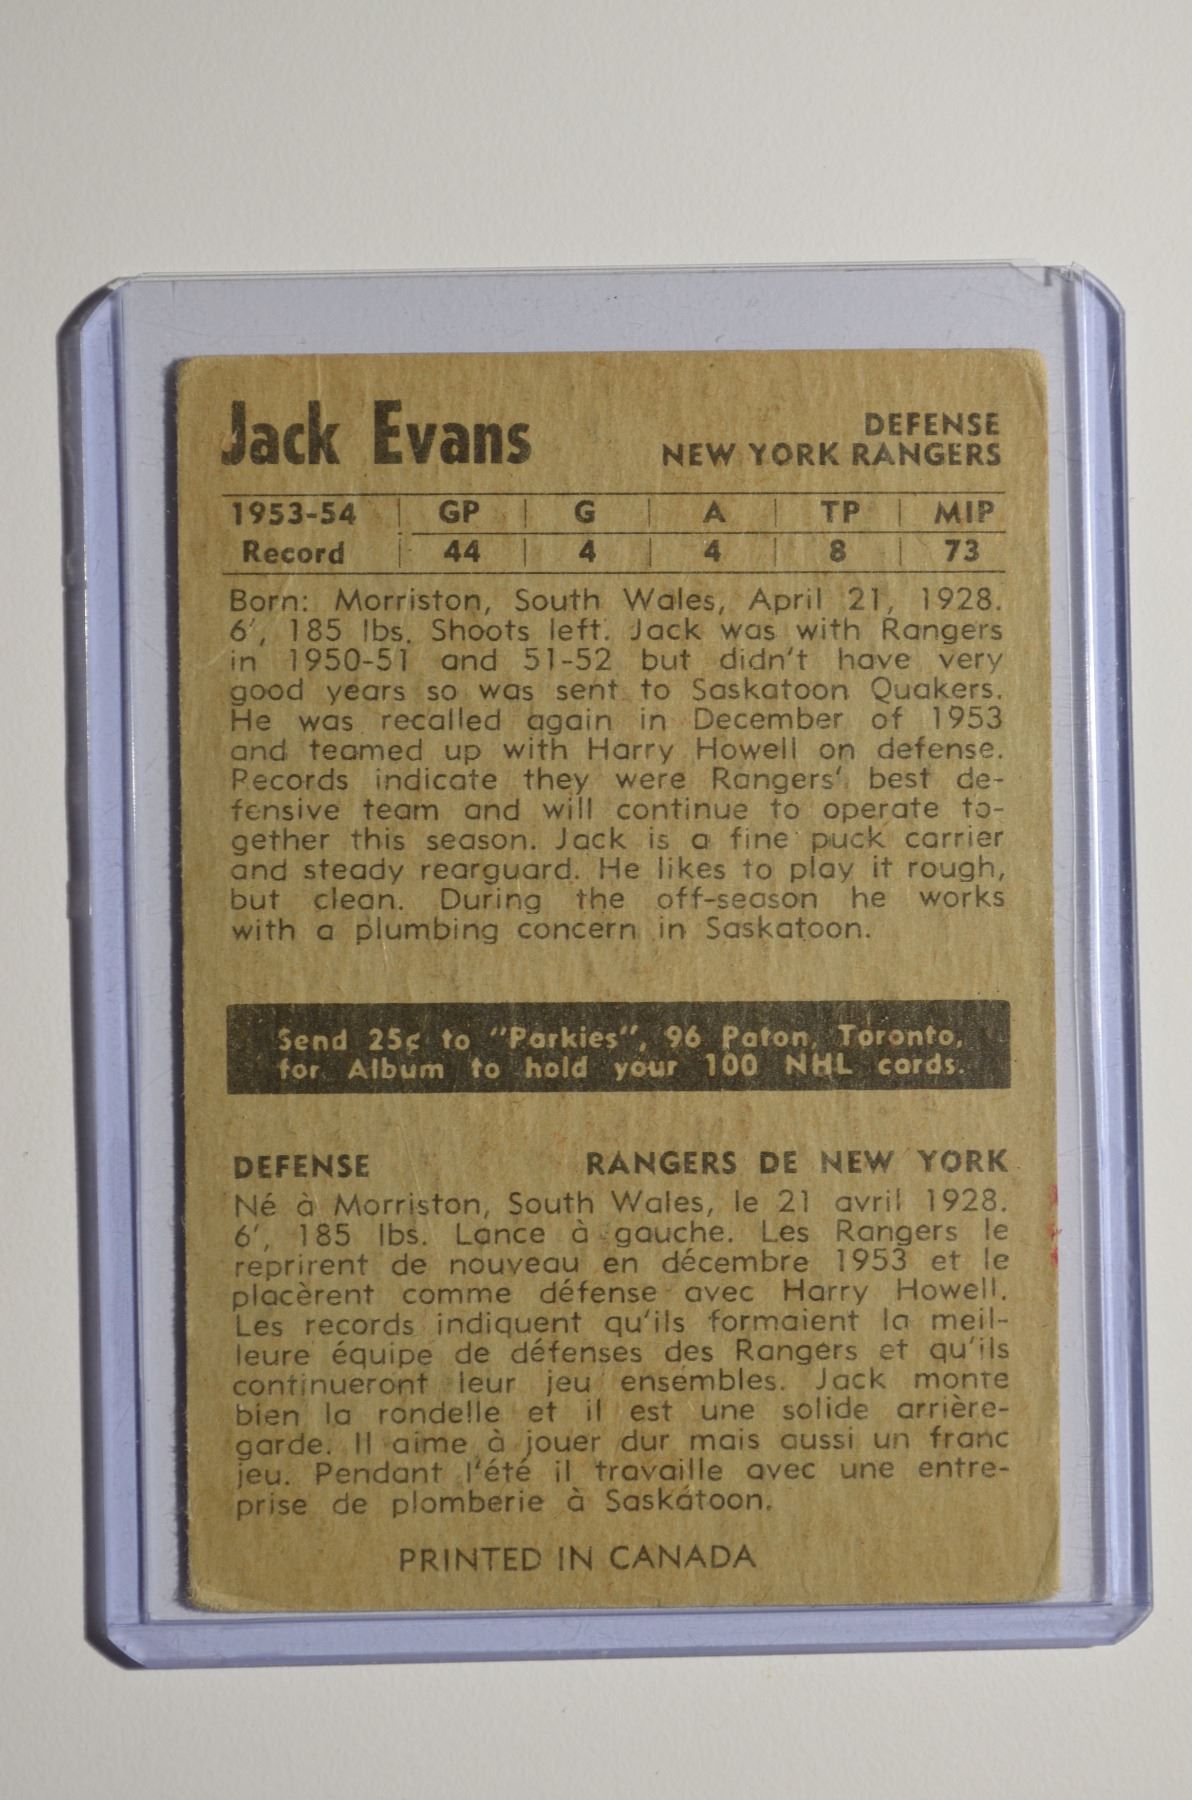 Jack Evans
DEFENSE
NEW YORK RANGERS
1953-54 | GP | G | A | TP | MIP
Record | 44 | 4 | 4 | 8 | 73
Born: Morriston, South Wales, April 21, 1928.
6', 185 lbs. Shoots left. Jack was with Rangers
in 1950-51 and 51-52 but didn't have very
good years so was sent to Saskatoon Quakers.
He was recalled again in December of 1953
and teamed up with Harry Howell on defense.
Records indicate they were Rangers' best de-
fensive team and will continue to operate to-
gether this season. Jack is a fine puck carrier
and steady rearguard. He likes to play it rough,
but clean. During the off-season he works
with a plumbing concern in Saskatoon.
Send 25¢ to "Parkies", 96 Paton, Toronto,
for Album to hold your 100 NHL cards.
DEFENSE RANGERS DE NEW YORK
Né à Morriston, South Wales, le 21 avril 1928.
6', 185 lbs. Lance à gauche. Les Rangers le
reprirent de nouveau en décembre 1953 et le
placèrent comme défense avec Harry Howell.
Les records indiquent qu'ils formaient la meil-
leure équipe de défenses des Rangers et qu'ils
continueront leur jeu ensembles. Jack monte
bien la rondelle et il est une solide arrière-
garde. Il aime à jouer dur mais aussi un franc
jeu. Pendant l'été il travaille avec une entre-
prise de plomberie à Saskatoon.
PRINTED IN CANADA